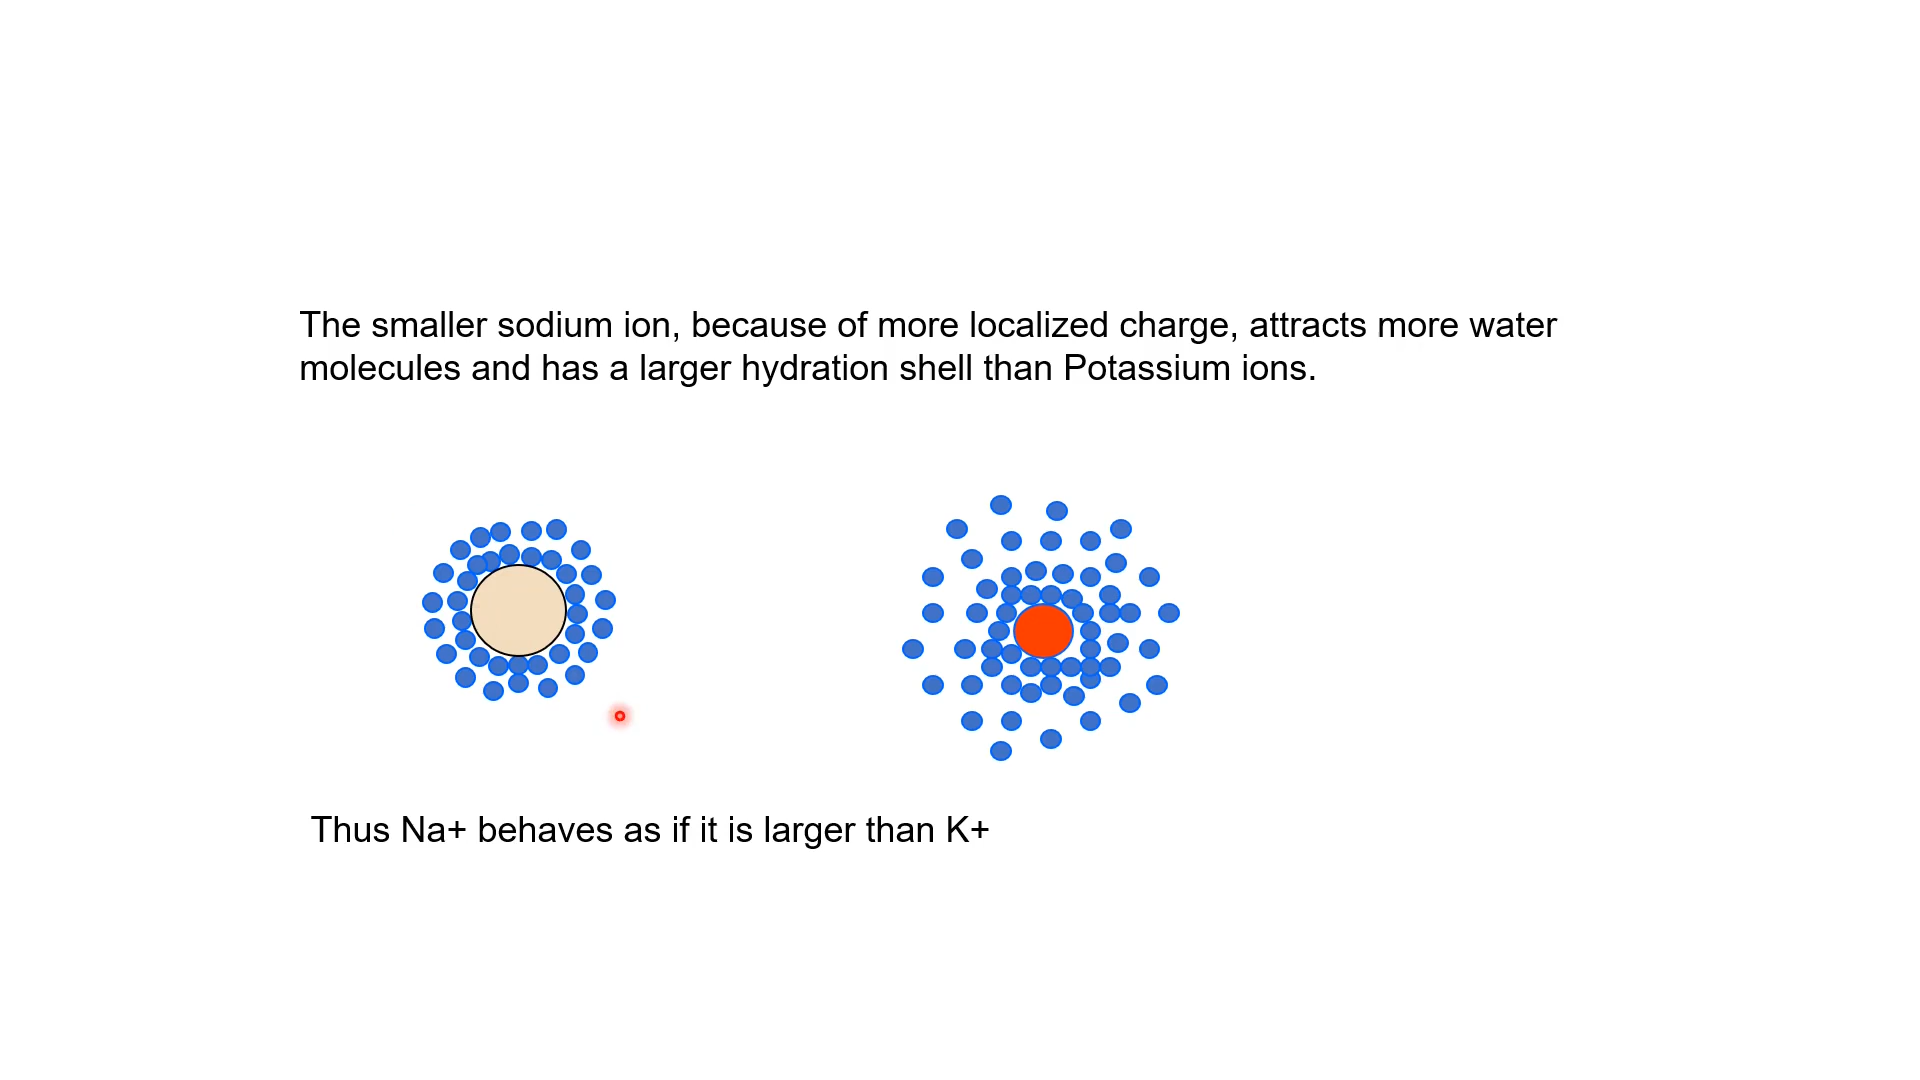 The smaller sodium ion, because of more localized charge, attracts more water
molecules and has a larger hydration shell than Potassium ions.
Thus Na+ behaves as if it is larger than K+